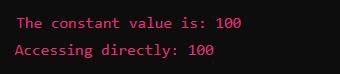 The constant value is: 100
Accessing directly: 100